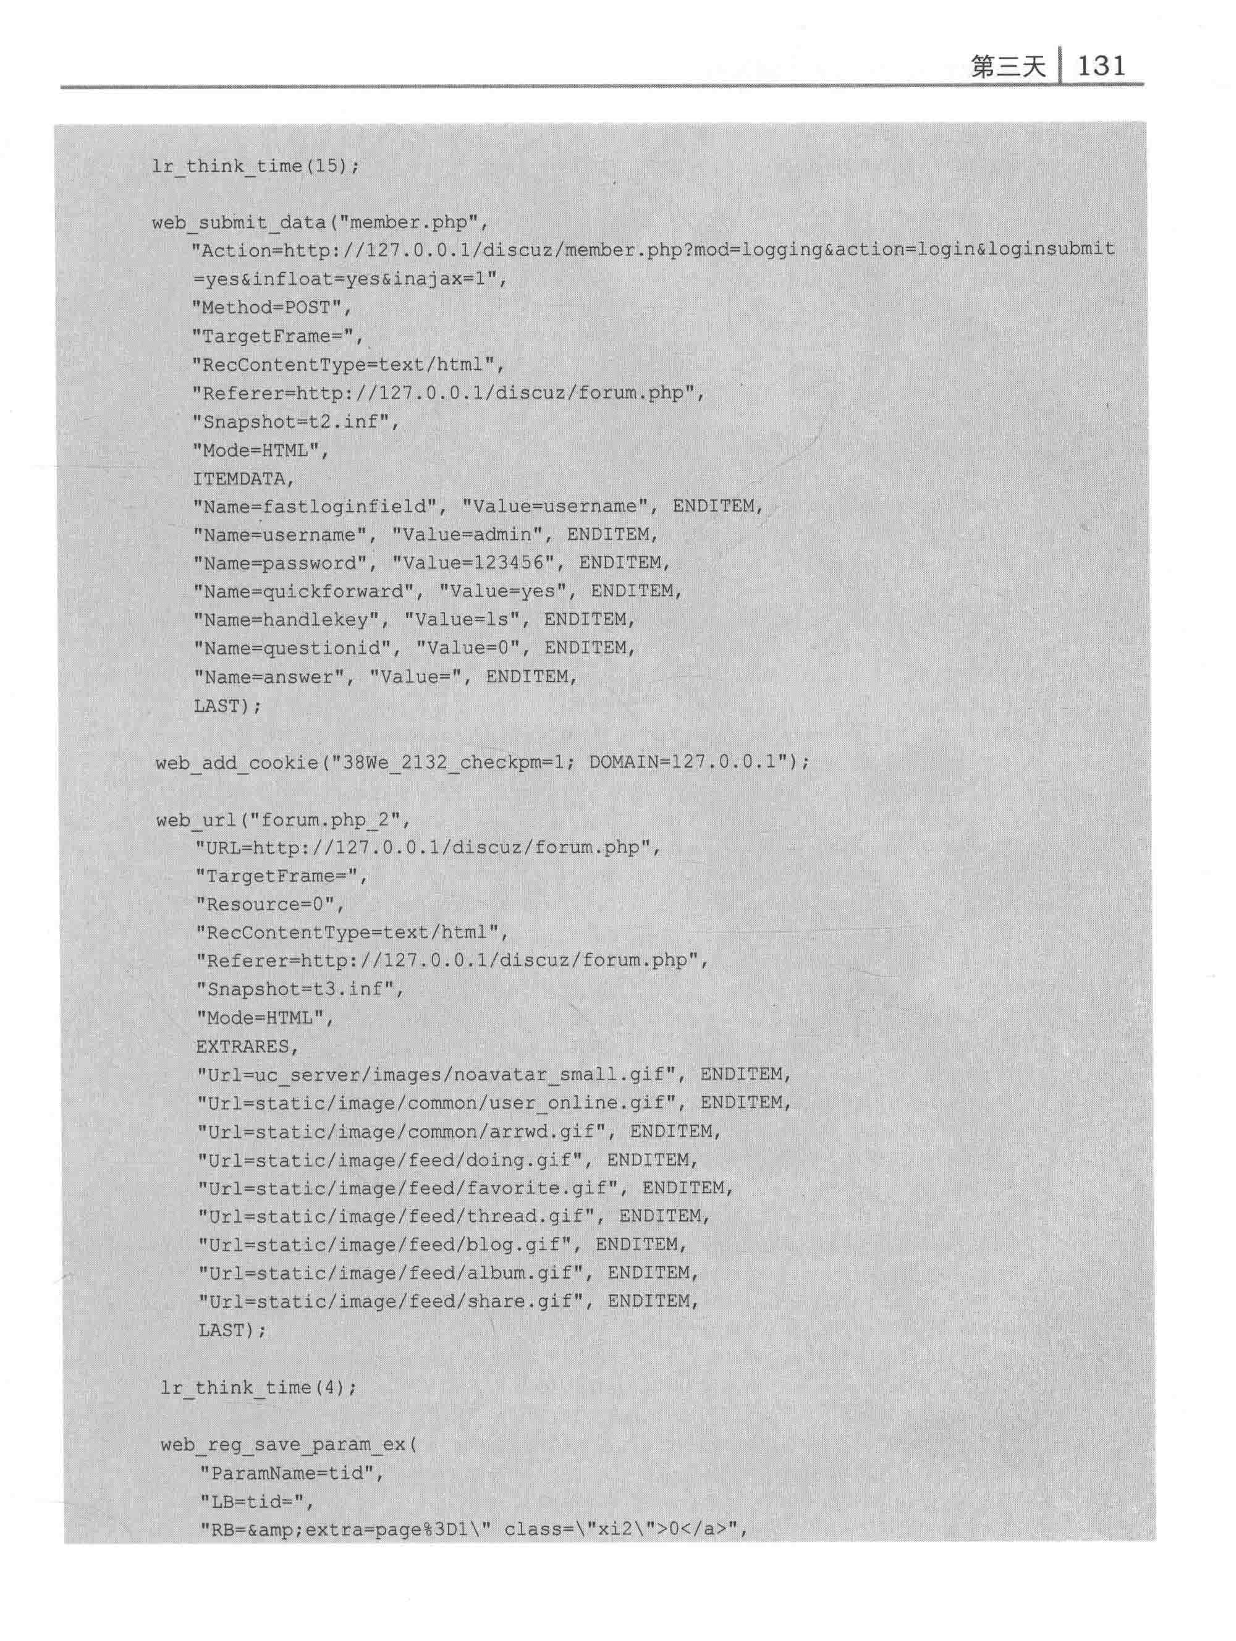 第三天 131
lr_think_time(15);
web_submit_data("member.php",
"Action=http://127.0.0.1/discuz/member.php?mod=logging&action=login&loginsubmit
=yes&infloat=yes&inajax=1",
"Method=POST",
"TargetFrame=",
"RecContentType=text/html",
"Referer=http://127.0.0.1/discuz/forum.php",
"Snapshot=t2.inf",
"Mode=HTML",
ITEMDATA,
"Name=fastloginfield", "Value=username", ENDITEM,
"Name=username", "Value=admin", ENDITEM,
"Name=password", "Value=123456", ENDITEM,
"Name=quickforward", "Value=yes", ENDITEM,
"Name=handlekey", "Value=ls", ENDITEM,
"Name=questionid", "Value=0", ENDITEM,
"Name=answer", "Value=", ENDITEM,
LAST);
web_add_cookie("38We_2132_checkpm=1; DOMAIN=127.0.0.1");
web_url("forum.php_2",
"URL=http://127.0.0.1/discuz/forum.php",
"TargetFrame=",
"Resource=0",
"RecContentType=text/html",
"Referer=http://127.0.0.1/discuz/forum.php",
"Snapshot=t3.inf",
"Mode=HTML",
EXTRARES,
"Url=uc_server/images/noavatar_small.gif", ENDITEM,
"Url=static/image/common/user_online.gif", ENDITEM,
"Url=static/image/common/arrwd.gif", ENDITEM,
"Url=static/image/feed/doing.gif", ENDITEM,
"Url=static/image/feed/favorite.gif", ENDITEM,
"Url=static/image/feed/thread.gif", ENDITEM,
"Url=static/image/feed/blog.gif", ENDITEM,
"Url=static/image/feed/album.gif", ENDITEM,
"Url=static/image/feed/share.gif", ENDITEM,
LAST);
lr_think_time(4);
web_reg_save_param_ex(
"ParamName=tid",
"LB=tid=",
"RB=&amp;extra=page%3D1\" class=\"xi2\">0</a>",